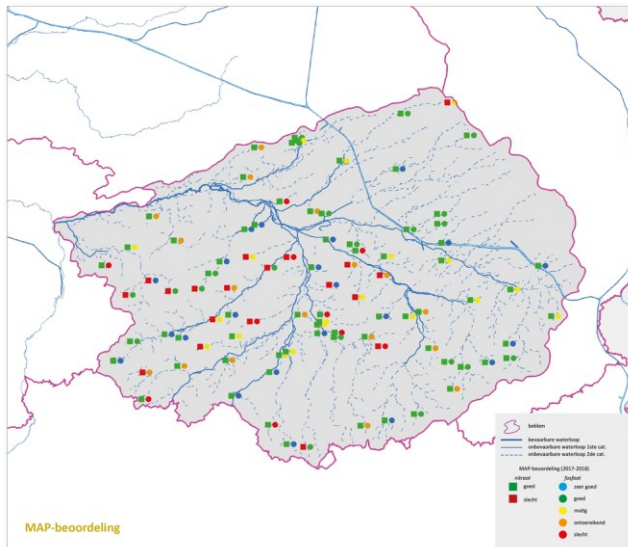 bekken
bevaarbare waterloop
onbevaarbare waterloop 1ste cat.
onbevaarbare waterloop 2de cat.
MAP-beoordeling (2017-2018)
nitraat fosfaat
goed zeer goed
slecht goed
matig
ontoereikend
slecht
MAP-beoordeling